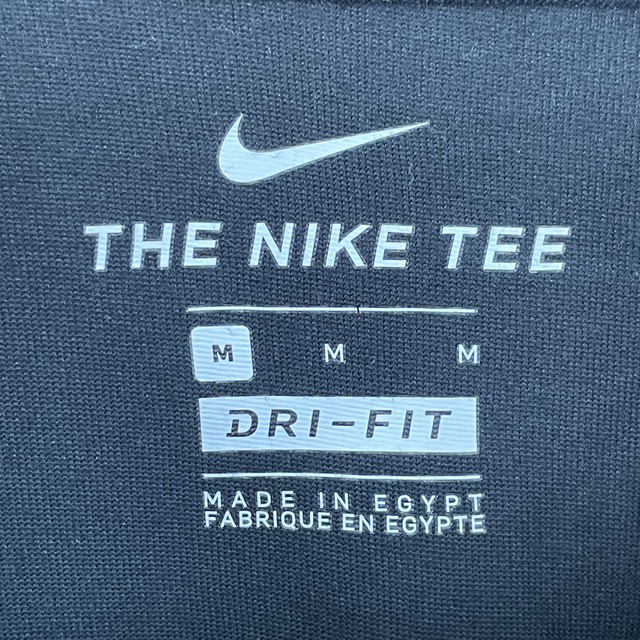 THE NIKE TEE
M M M
DRI-FIT
MADE IN EGYPT
FABRIQUE EN EGYPTE